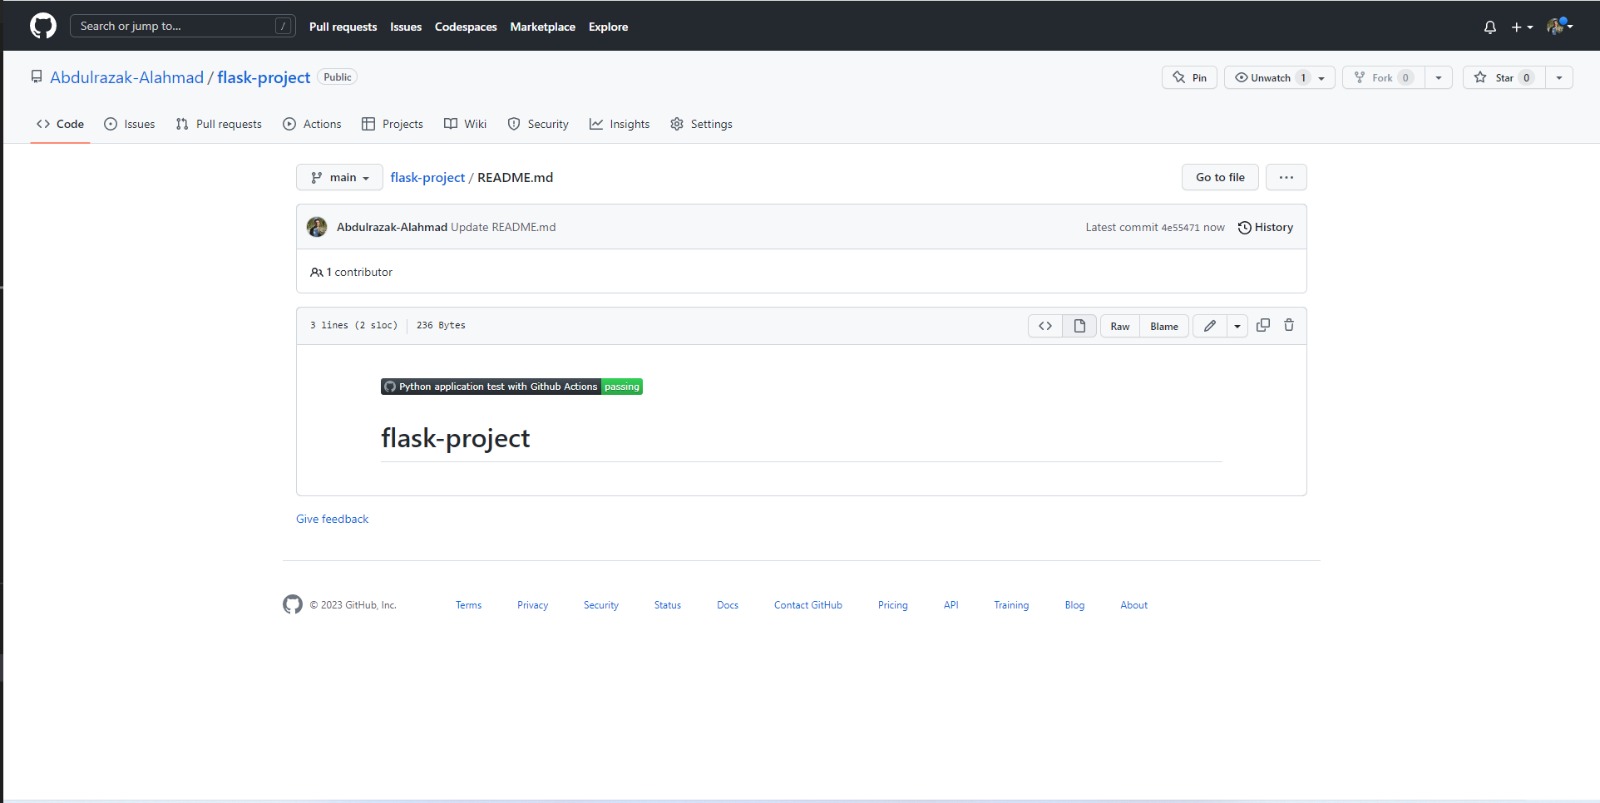 Search or jump to... /
Pull requests Issues Codespaces Marketplace Explore
Abdulrazak-Alahmad / flask-project Public
Pin Unwatch 1 Fork 0 Star 0
Code Issues Pull requests Actions Projects Wiki Security Insights Settings
main flask-project / README.md Go to file ...
Abdulrazak-Alahmad Update README.md Latest commit 4e55471 now History
1 contributor
3 lines (2 sloc) 236 Bytes Raw Blame
Python application test with Github Actions passing
flask-project
Give feedback
© 2023 GitHub, Inc. Terms Privacy Security Status Docs Contact GitHub Pricing API Training Blog About